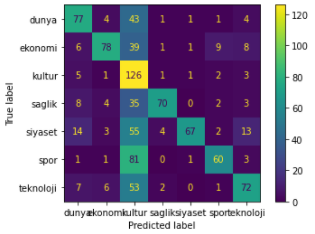 dunya 77 4 43 1 1 1 4
ekonomi 6 78 39 1 1 9 8
kultur 5 1 126 1 1 2 3
saglik 8 4 35 70 0 2 3
siyaset 14 3 55 4 67 2 13
spor 1 1 81 0 1 60 3
teknoloji 7 6 53 2 0 1 72
dunya ekonomi kultur saglik siyaset spor teknoloji
True label
Predicted label
120
100
80
60
40
20
0